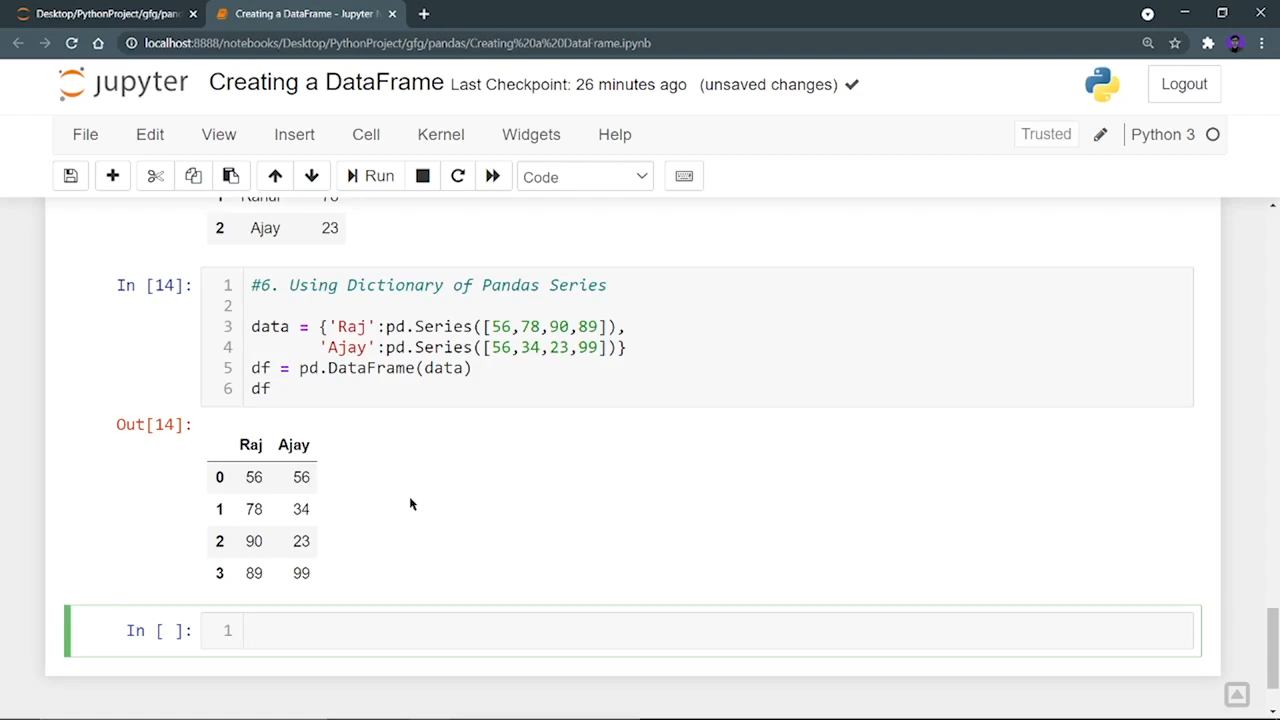 Desktop/PythonProject/gfg/pand
Creating a DataFrame - Jupyter
localhost:8888/notebooks/Desktop/PythonProject/gfg/pandas/Creating%20a%20DataFrame.ipynb
jupyter Creating a DataFrame Last Checkpoint: 26 minutes ago (unsaved changes) Logout
File Edit View Insert Cell Kernel Widgets Help Trusted Python 3
Run Code
2 Ajay 23
In [14]:
1 #6. Using Dictionary of Pandas Series
2
3 data = {'Raj':pd.Series([56,78,90,89]),
4 'Ajay':pd.Series([56,34,23,99])}
5 df = pd.DataFrame(data)
6 df
Out[14]:
Raj Ajay
0 56 56
1 78 34
2 90 23
3 89 99
In [ ]: 1